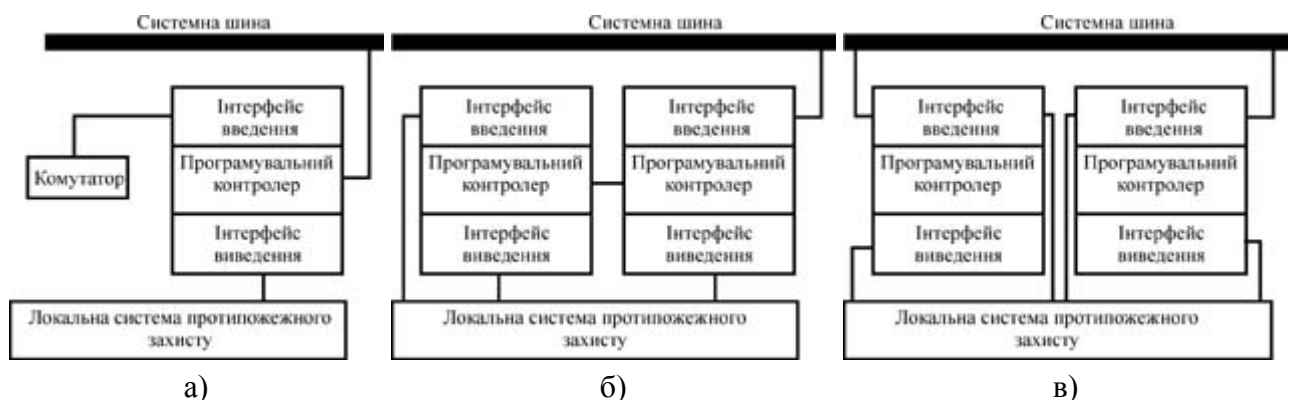 Системна шина
Інтерфейс
введення
Комутатор
Програмувальний
контролер
Інтерфейс
виведення
Локальна система протипожежного
захисту
а)
Системна шина
Інтерфейс
введення
Інтерфейс
введення
Програмувальний
контролер
Програмувальний
контролер
Інтерфейс
виведення
Інтерфейс
виведення
Локальна система протипожежного
захисту
б)
Системна шина
Інтерфейс
введення
Інтерфейс
введення
Програмувальний
контролер
Програмувальний
контролер
Інтерфейс
виведення
Інтерфейс
виведення
Локальна система протипожежного
захисту
в)